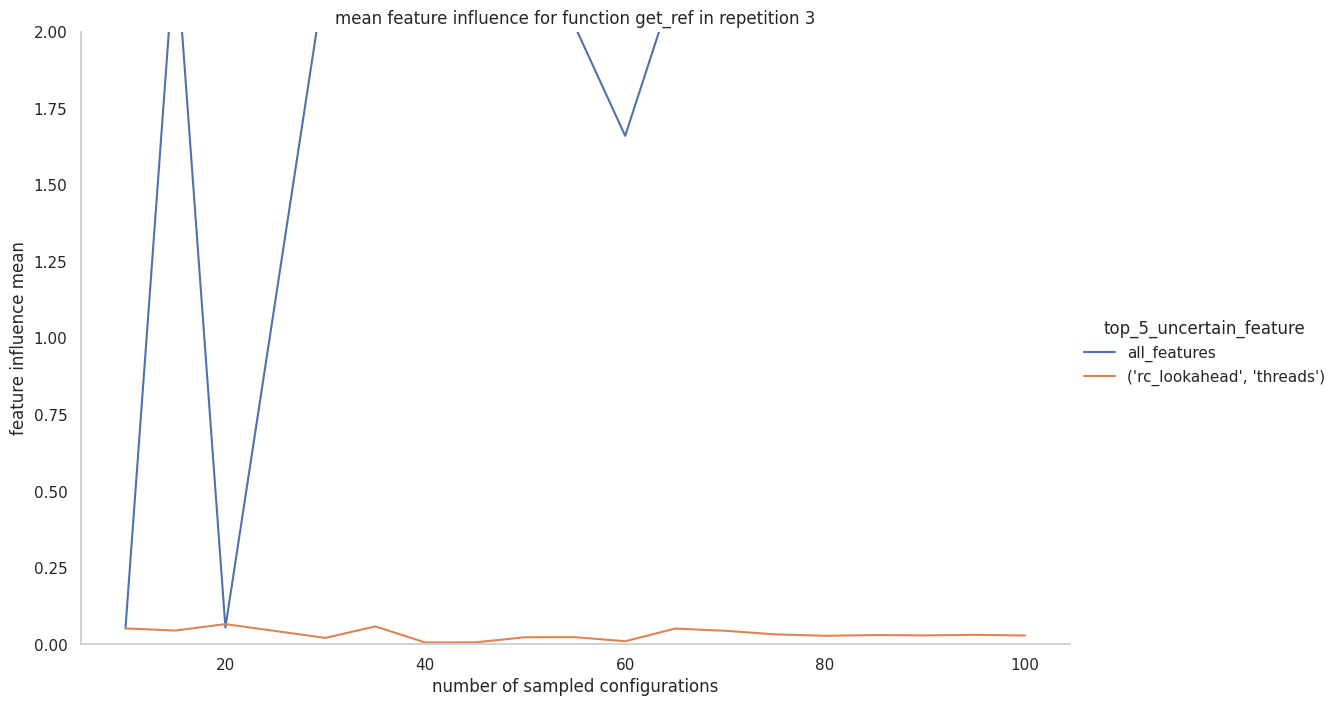 mean feature influence for function get_ref in repetition 3
2.00
1.75
1.50
1.25
1.00
0.75
0.50
0.25
0.00
feature influence mean
20
40
60
80
100
number of sampled configurations
top_5_uncertain_feature
all_features
('rc_lookahead', 'threads')